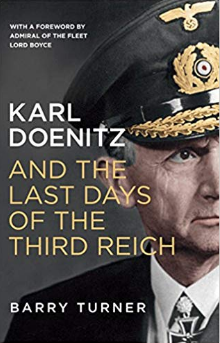 WITH A FOREWORD BY
ADMIRAL OF THE FLEET
LORD BOYCE
KARL
DOENITZ
AND THE
LAST DAYS
OF THE
THIRD REICH
BARRY TURNER